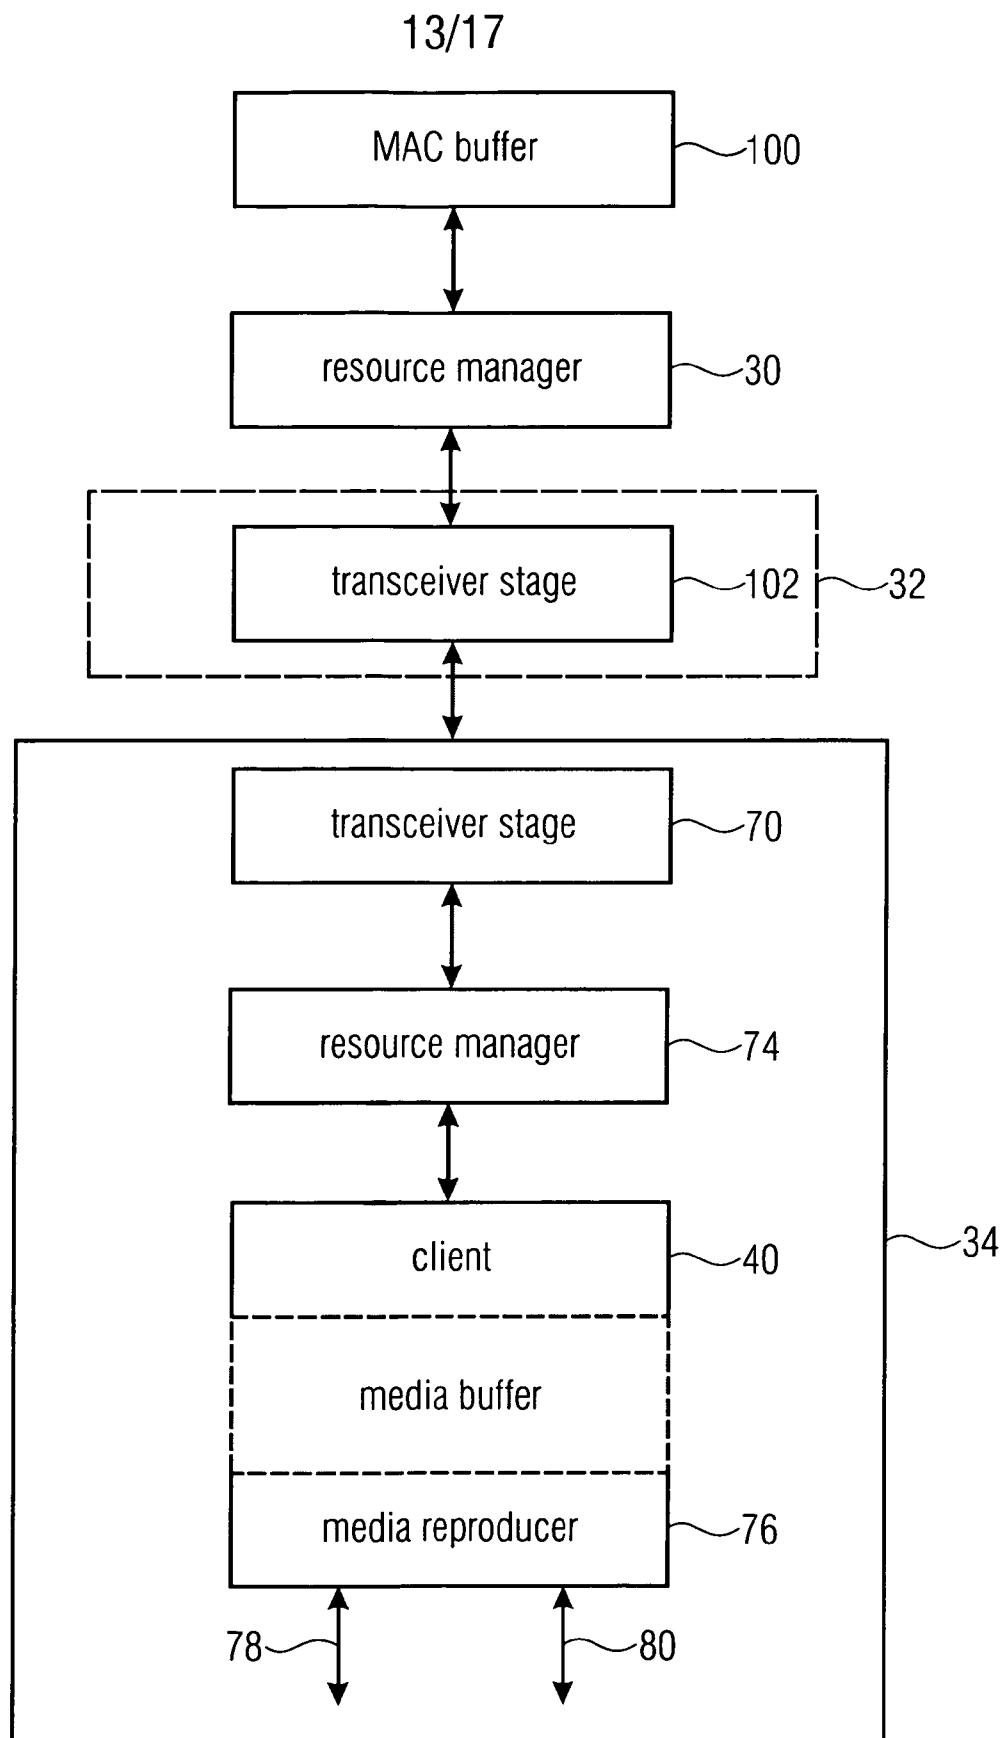 13/17
MAC buffer
100
resource manager
30
transceiver stage
102
32
transceiver stage
70
resource manager
74
client
40
34
media buffer
media reproducer
76
78
80